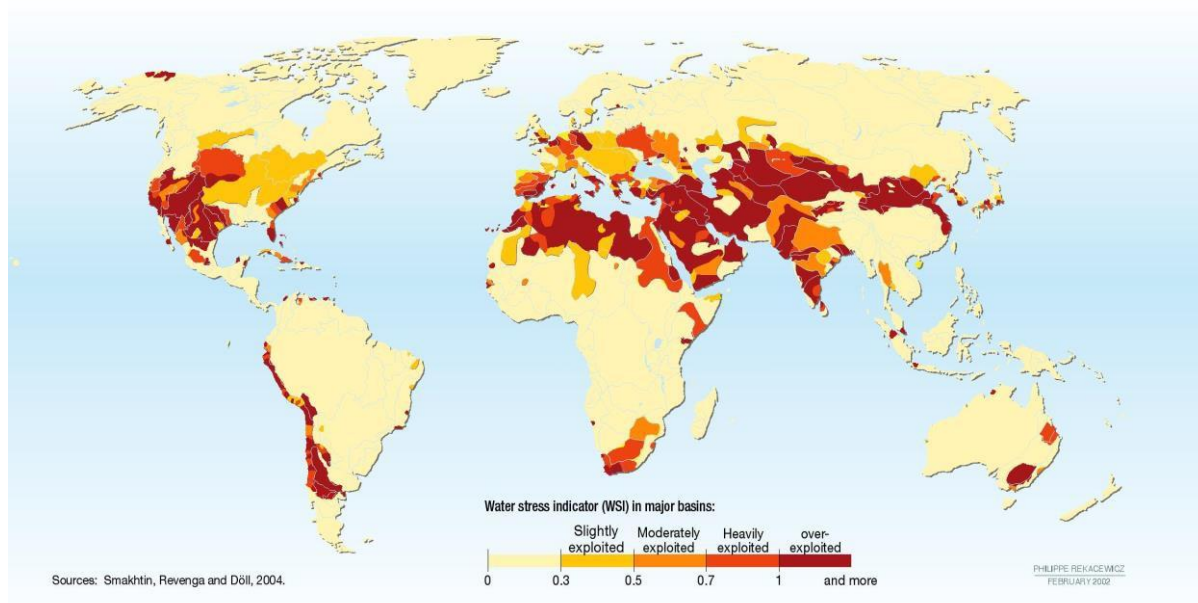 Water stress indicator (WSI) in major basins:
Slightly exploited
Moderately exploited
Heavily exploited
over-exploited
0
0.3
0.5
0.7
1
and more
Sources: Smakhtin, Revenga and Döll, 2004.
PHILIPPE REKACEWICZ
FEBRUARY 2002